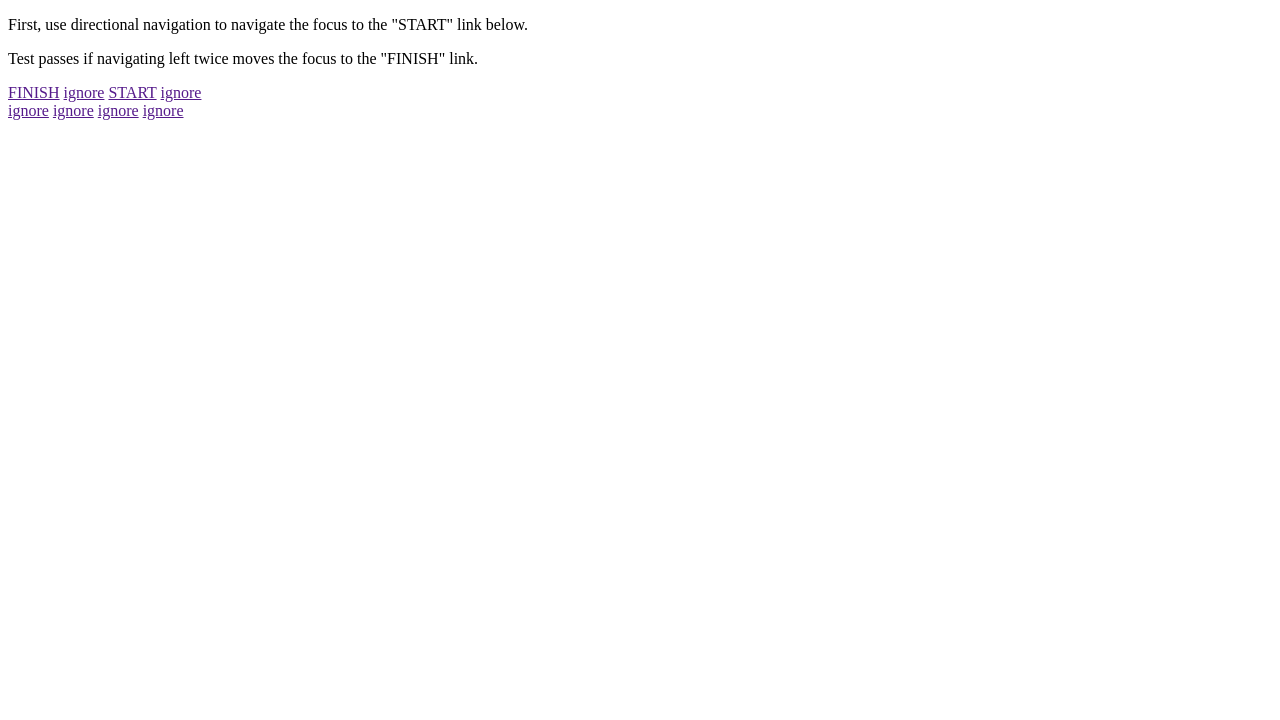 First, use directional navigation to navigate the focus to the "START" link below.
Test passes if navigating left twice moves the focus to the "FINISH" link.
FINISH ignore START ignore
ignore ignore ignore ignore